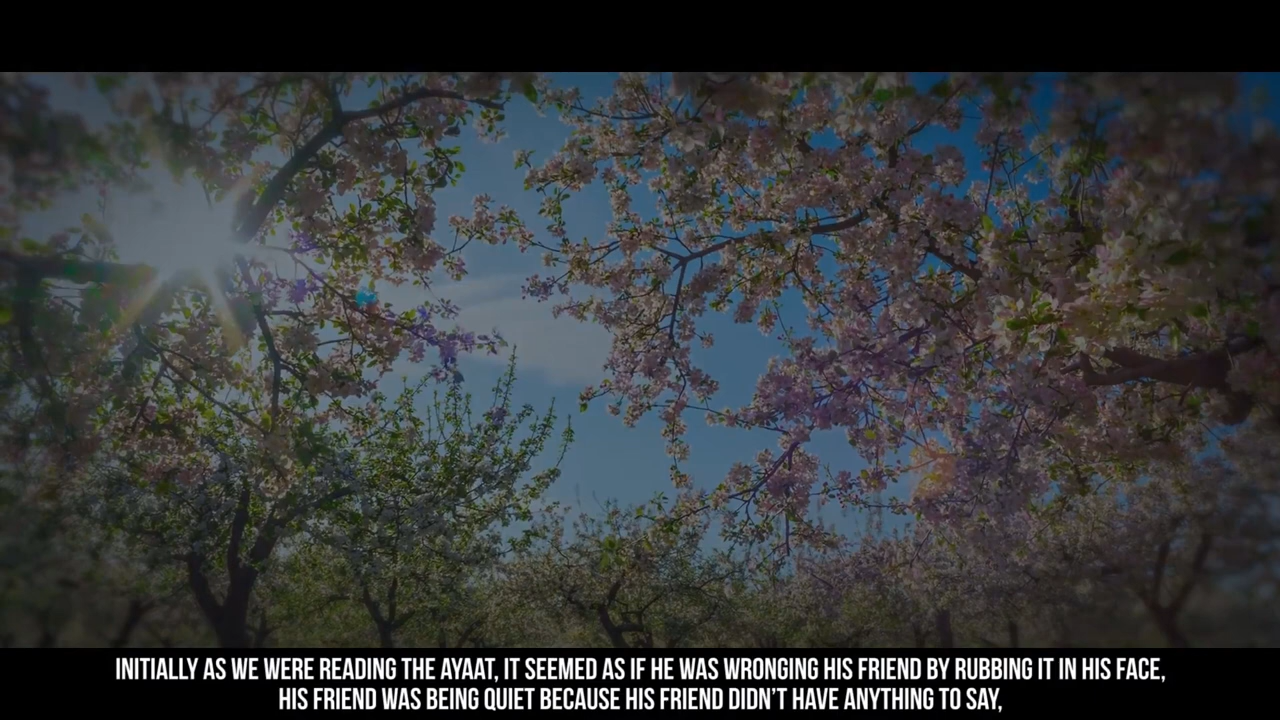 INITIALLY AS WE WERE READING THE AYAAT, IT SEEMED AS IF HE WAS WRONGING HIS FRIEND BY RUBBING IT IN HIS FACE,
HIS FRIEND WAS BEING QUIET BECAUSE HIS FRIEND DIDN'T HAVE ANYTHING TO SAY,